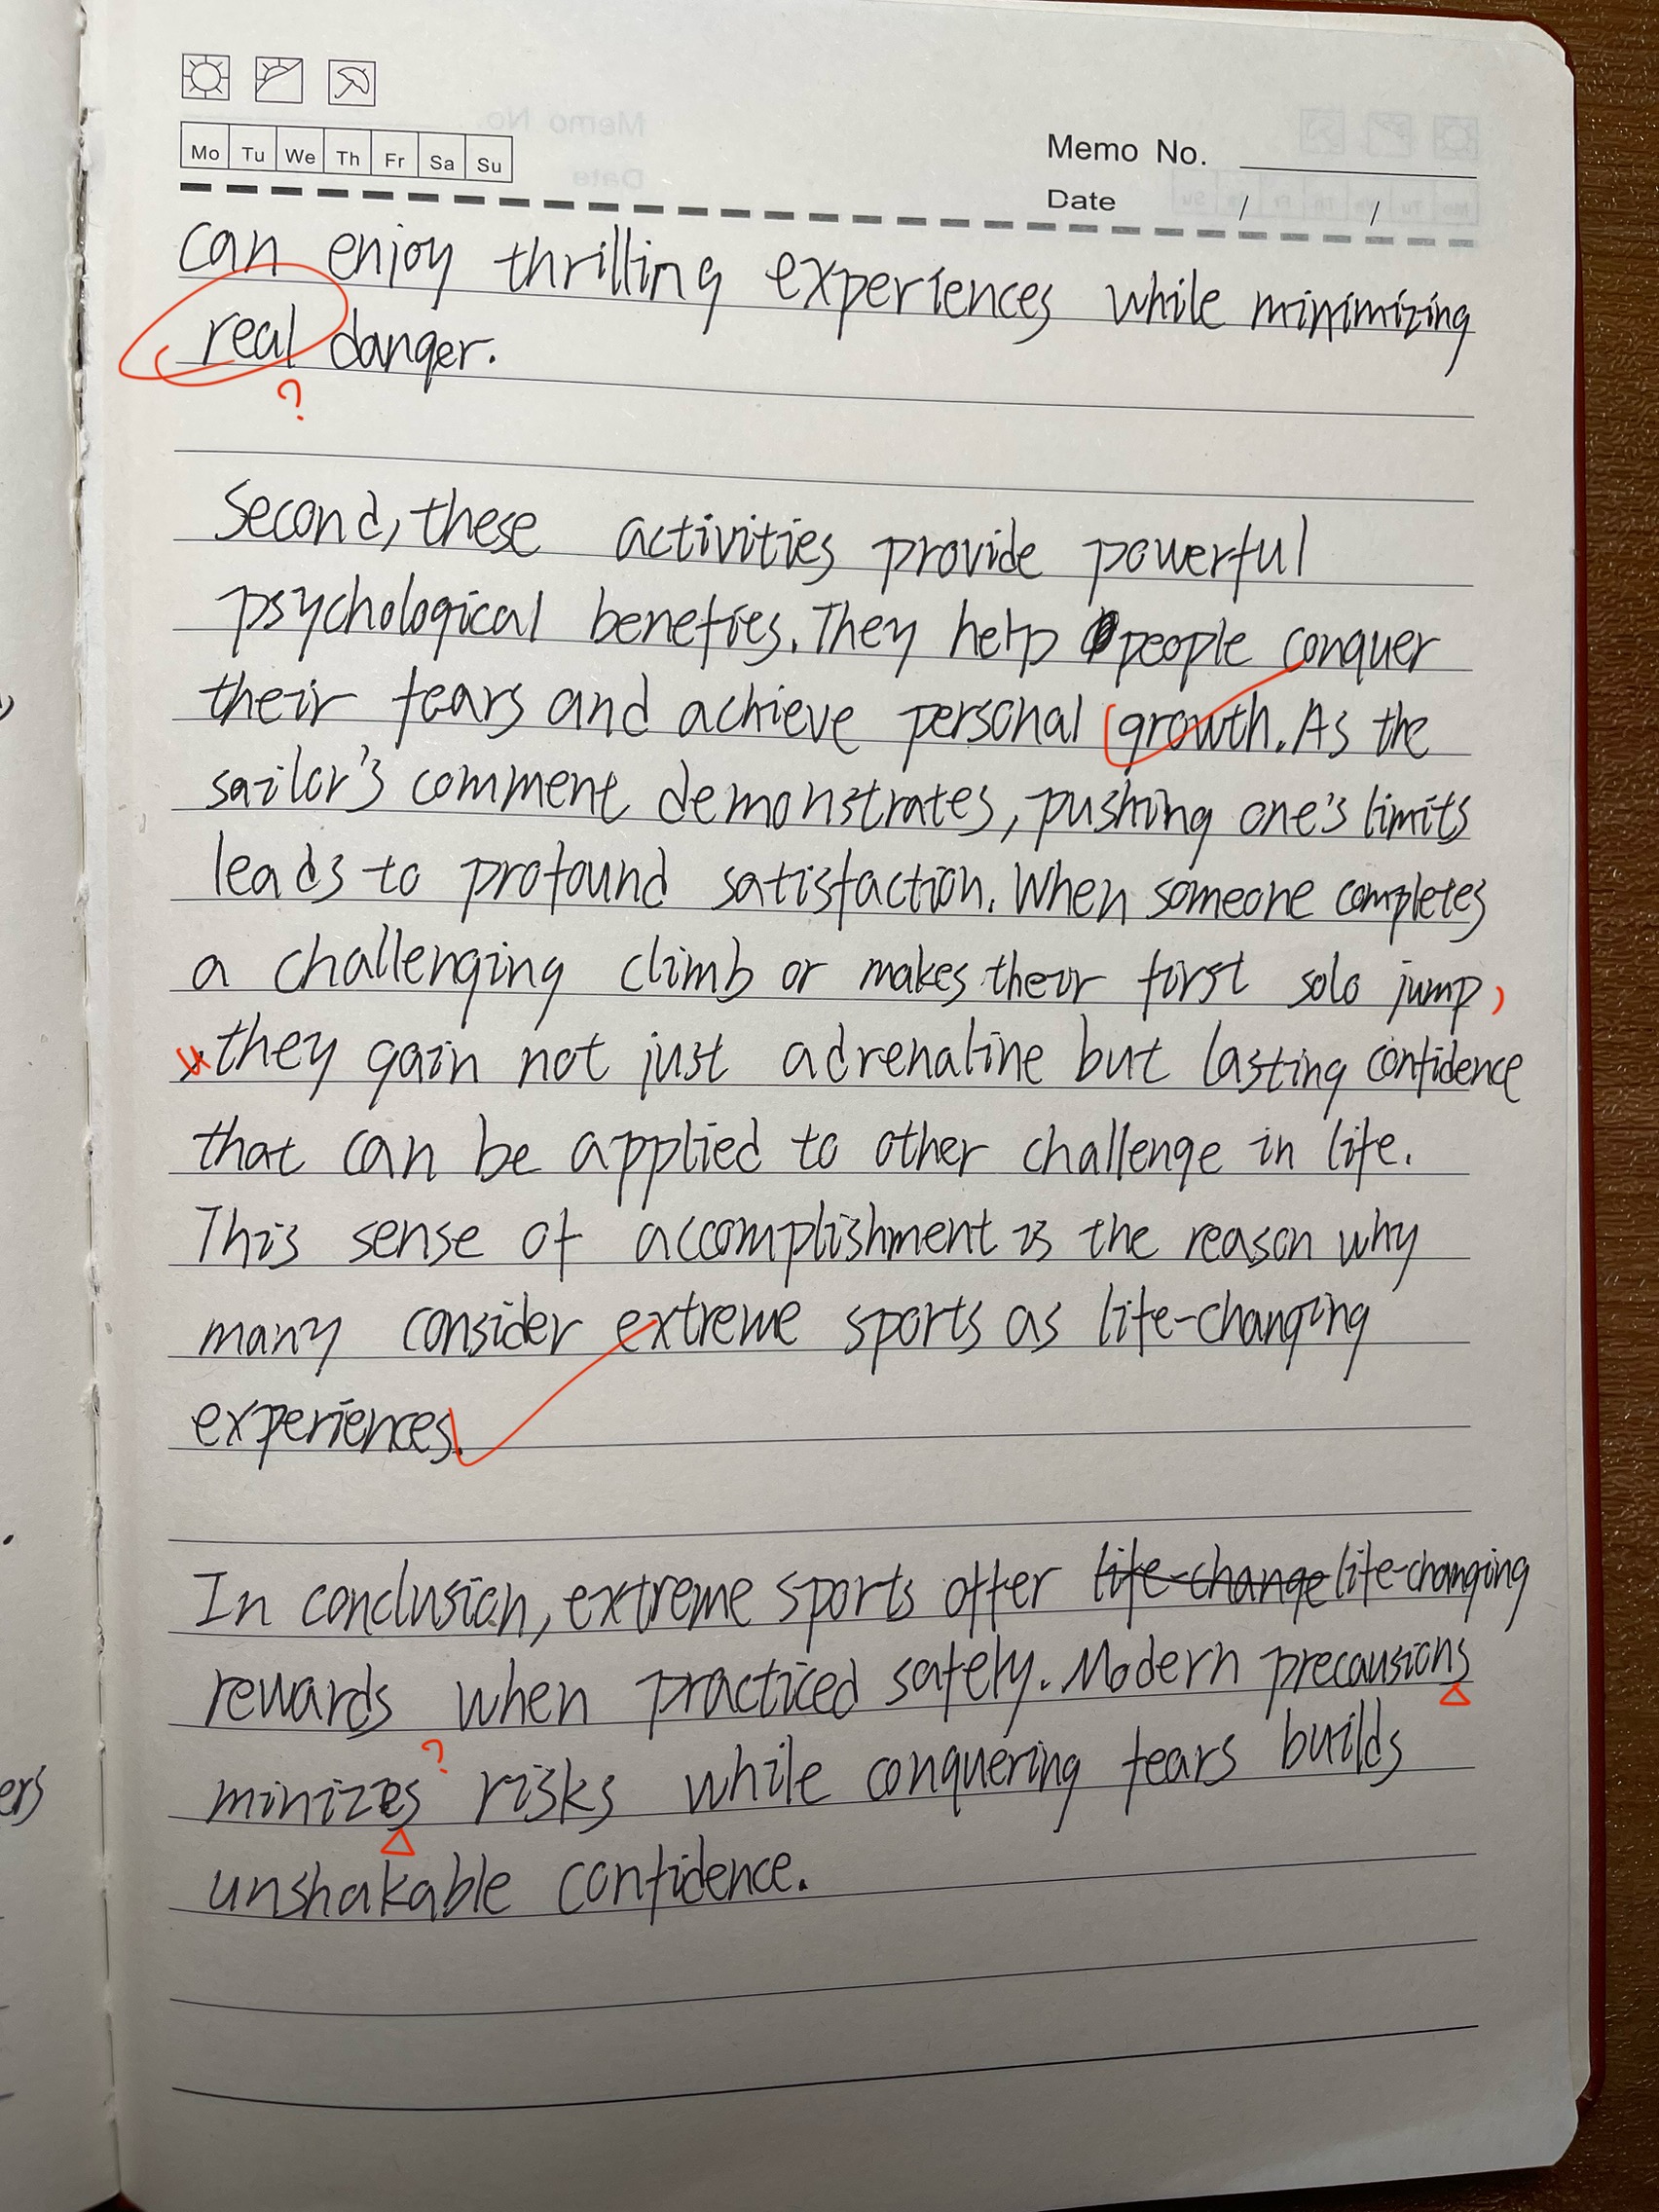 Mo Tu We Th Fr Sa Su
Memo No.
Date / /
can enjoy thrilling experiences while minimizing
real danger.
?
Second, these activities provide powerful
psychological benefies. They help people conquer
their fears and achieve personal growth. As the
sailor's comment demonstrates, pushing one's limits
leads to profound satisfaction. When someone completes
a challenging climb or makes their first solo jump,
they gain not just adrenaline but lasting confidence
that can be applied to other challenge in life.
This sense of accomplishment is the reason why
many consider extreme sports as life-changing
experiences.
In conclusion, extreme sports offer life-change life-changing
rewards when practiced safely. Modern precausions
?
minizes risks while conquering fears builds
unshakable confidence.
ers